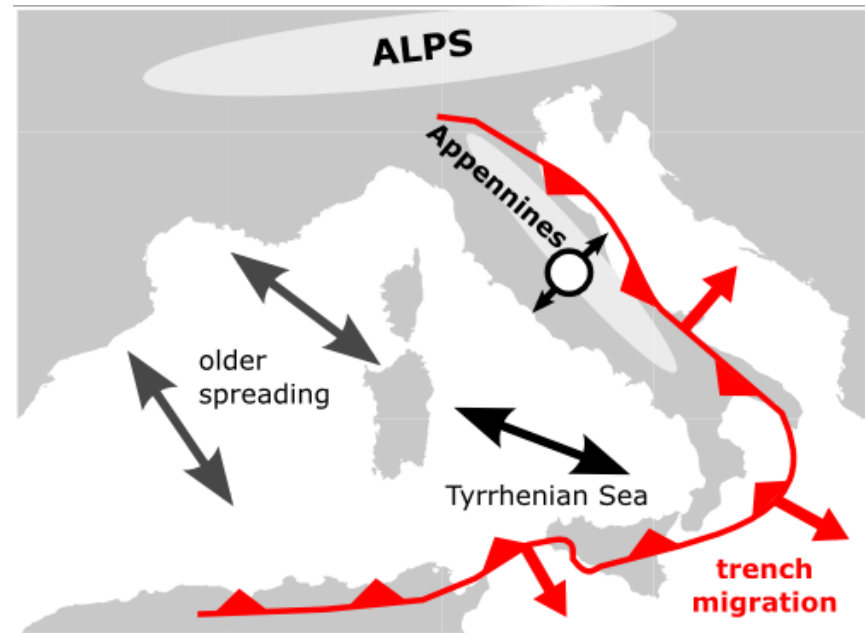 ALPS
Appennines
older
spreading
Tyrrhenian Sea
trench
migration